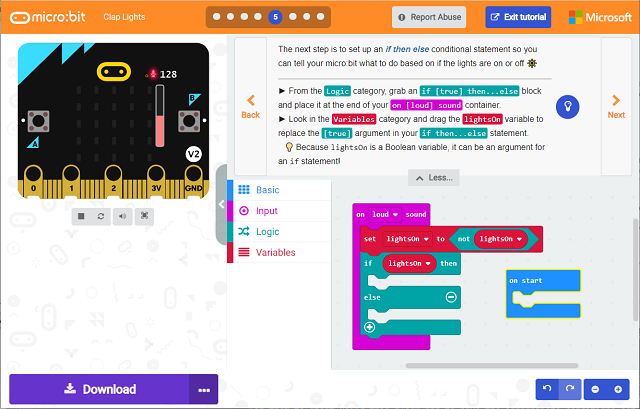 micro:bit
Clap Lights
5
Report Abuse
Exit tutorial
Microsoft
128
B
A
V2
0 1 2 3V GND
The next step is to set up an if then else conditional statement so you
can tell your micro:bit what to do based on if the lights are on or off
► From the Logic category, grab an if [true] then...else block
and place it at the end of your on [loud] sound container.
► Look in the Variables category and drag the lightsOn variable to
replace the [true] argument in your if then...else statement.
Because lightsOn is a Boolean variable, it can be an argument for
an if statement!
Back
Next
Less...
Basic
Input
Logic
Variables
on loud sound
set lightsOn to not lightsOn
if lightsOn then
else
on start
Download